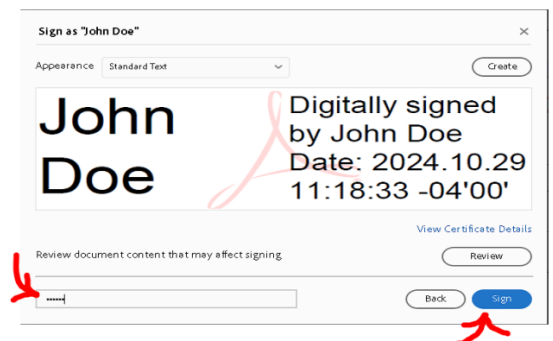 Sign as "John Doe"
Appearance Standard Text
Create
John
Doe
Digitally signed
by John Doe
Date: 2024.10.29
11:18:33 -04'00'
View Certificate Details
Review document content that may affect signing
Review
Back Sign